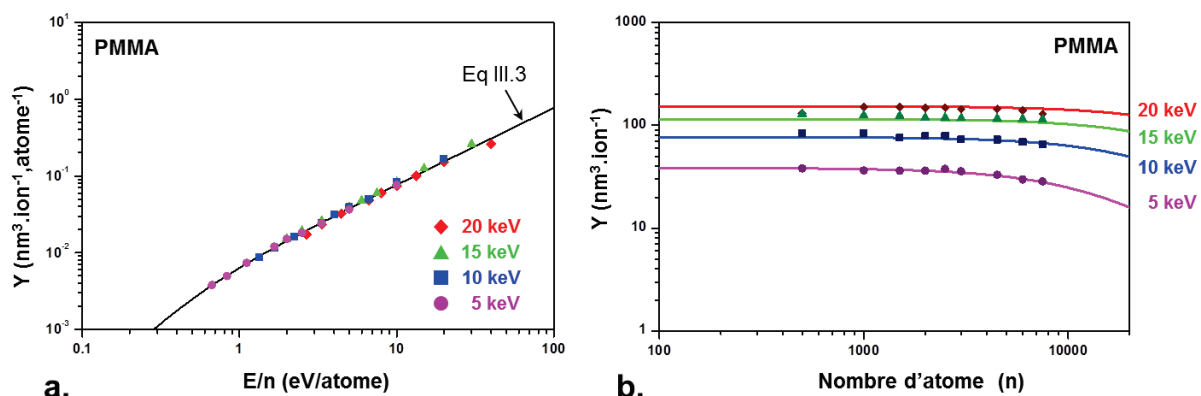 PMMA
Eq III.3
Y (nm³.ion⁻¹,atome⁻¹)
10¹
10⁰
10⁻¹
10⁻²
10⁻³
20 keV
15 keV
10 keV
5 keV
0.1 1 10 100
E/n (eV/atome)
a.
PMMA
Y (nm³.ion⁻¹)
1000
100
10
1
20 keV
15 keV
10 keV
5 keV
100 1000 10000
Nombre d'atome (n)
b.